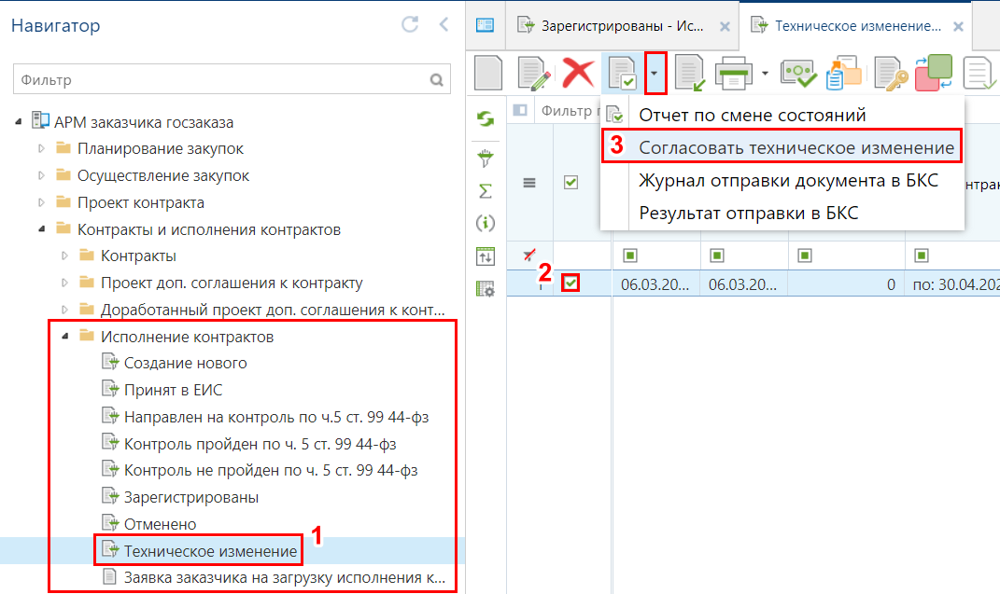 Навигатор
Фильтр
АРМ заказчика госзаказа
Планирование закупок
Осуществление закупок
Проект контракта
Контракты и исполнения контрактов
Контракты
Проект доп. соглашения к контракту
Доработанный проект доп. соглашения к конт...
Исполнение контрактов
Создание нового
Принят в ЕИС
Направлен на контроль по ч.5 ст. 99 44-фз
Контроль пройден по ч. 5 ст. 99 44-фз
Контроль не пройден по ч. 5 ст. 99 44-фз
Зарегистрированы
Отменено
Техническое изменение
1
Заявка заказчика на загрузку исполнения к...
Зарегистрированы - Ис...
Техническое изменение...
Фильтр
Отчет по смене состояний
3 Согласовать техническое изменение
Журнал отправки документа в БКС
Результат отправки в БКС
нтрак
2
06.03.20... 06.03.20... 0 по: 30.04.202